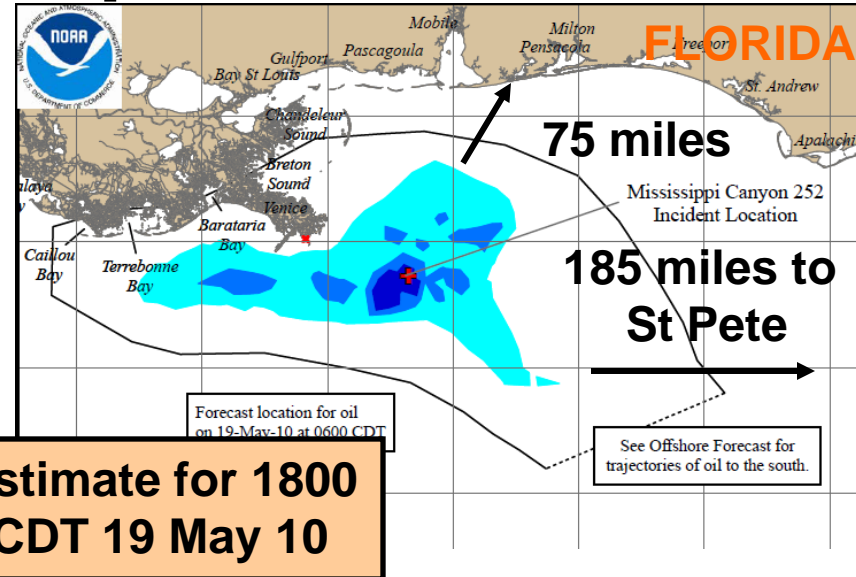 NATIONAL OCEANIC AND ATMOSPHERIC ADMINISTRATION
NOAA
U.S. DEPARTMENT OF COMMERCE
Mobile
Milton
Pensacola
FLORIDA
Freepor
Gulfport
Pascagoula
Bay St Louis
St. Andrew
Chandeleur
Sound
75 miles
Apalachi
Breton
Sound
alaya
y
Venice
Mississippi Canyon 252
Incident Location
Barataria
Bay
Caillou
Bay
Terrebonne
Bay
185 miles to
St Pete
Forecast location for oil
on 19-May-10 at 0600 CDT
See Offshore Forecast for
trajectories of oil to the south.
stimate for 1800
CDT 19 May 10